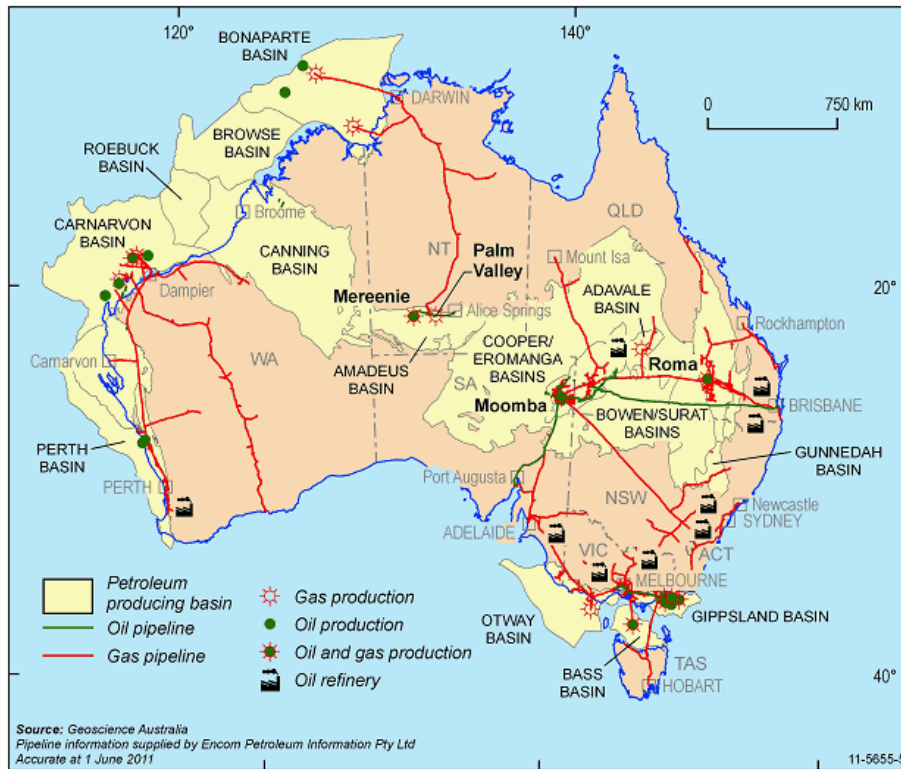 120°
140°
BONAPARTE
BASIN
DARWIN
0
750 km
BROWSE
BASIN
ROEBUCK
BASIN
Broome
QLD
CARNARVON
BASIN
CANNING
BASIN
NT
Palm
Valley
Mount Isa
ADAVALE
BASIN
Dampier
Mereenie
Alice Springs
20°
Rockhampton
COOPER/
EROMANGA
BASINS
Roma
Carnarvon
WA
AMADEUS
BASIN
SA
Moomba
BOWEN/SURAT
BASINS
BRISBANE
PERTH
BASIN
GUNNEDAH
BASIN
PERTH
Port Augusta
NSW
Newcastle
SYDNEY
ADELAIDE
VIC
ACT
MELBOURNE
Petroleum
producing basin
Oil pipeline
Gas pipeline
Gas production
Oil production
Oil and gas production
Oil refinery
OTWAY
BASIN
GIPPSLAND BASIN
BASS
BASIN
TAS
HOBART
40°
Source: Geoscience Australia
Pipeline information supplied by Encom Petroleum Information Pty Ltd
Accurate at 1 June 2011